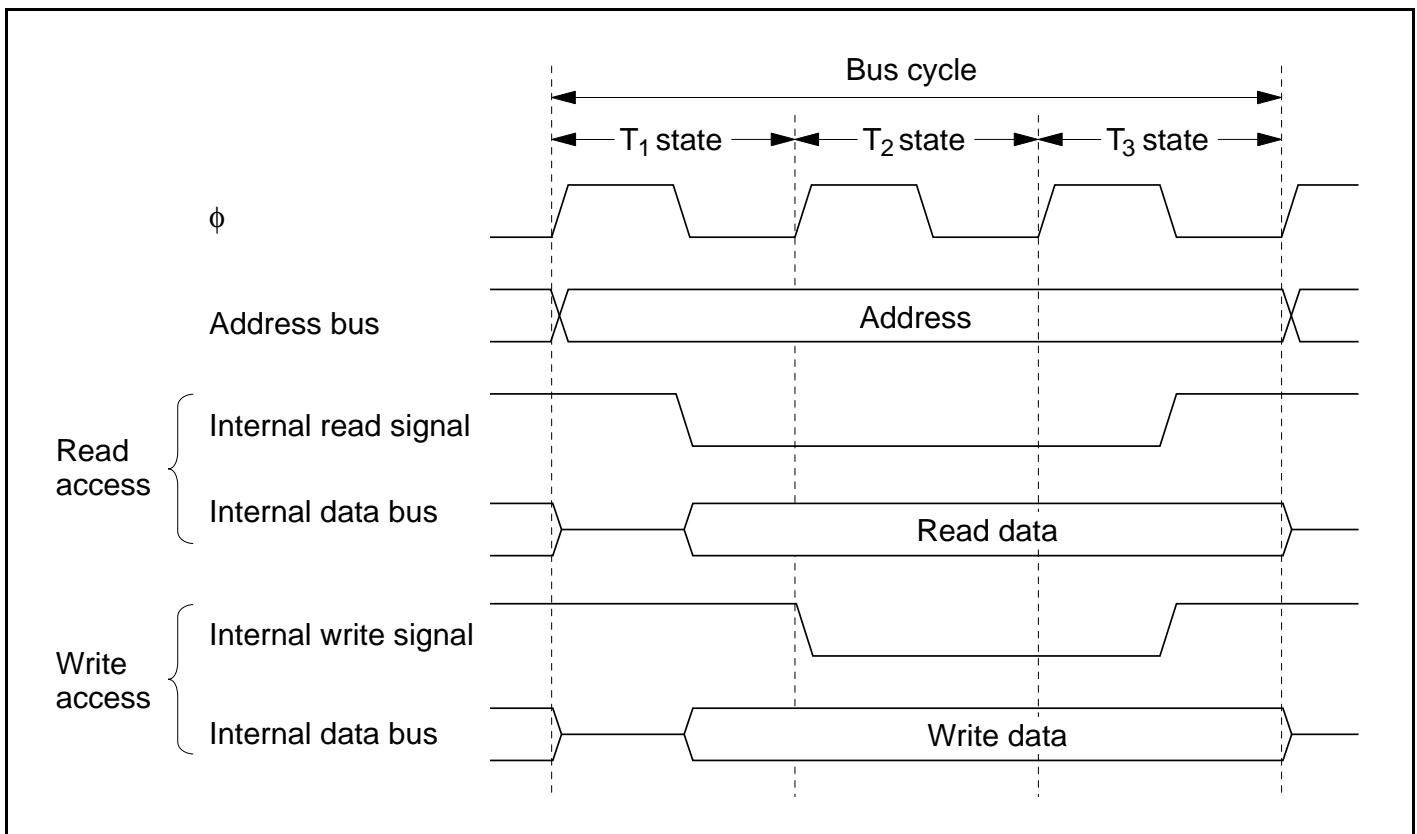 Bus cycle
T1 state T2 state T3 state
ϕ
Address bus
Address
Read
access
Internal read signal
Internal data bus
Read data
Write
access
Internal write signal
Internal data bus
Write data